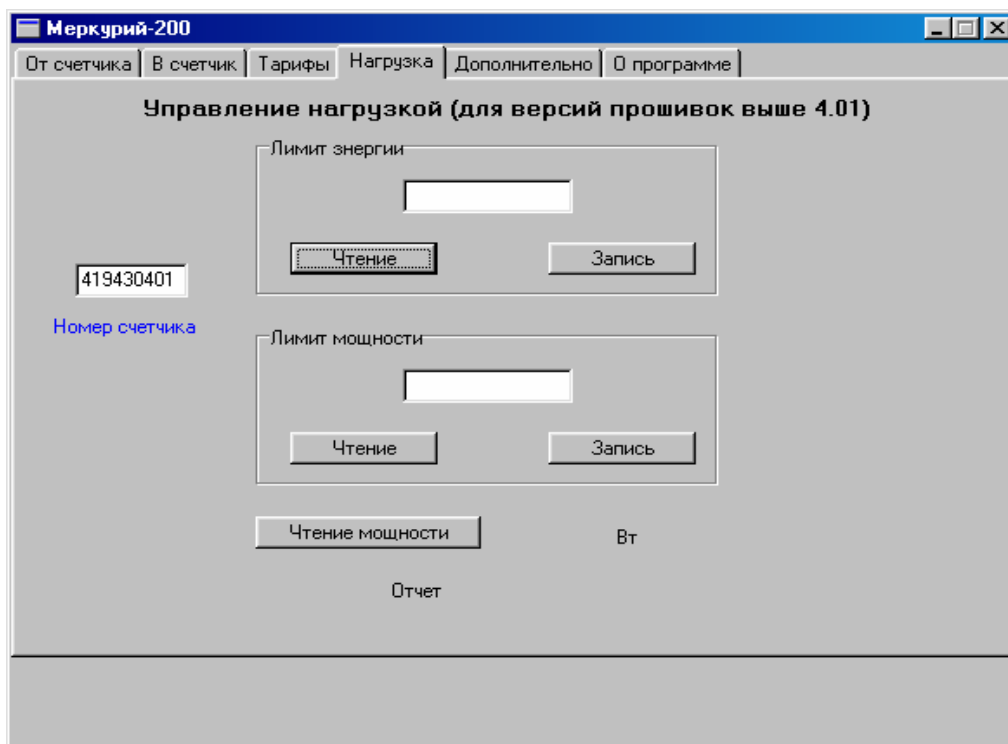 Меркурий-200
От счетчика В счетчик Тарифы Нагрузка Дополнительно О программе
Управление нагрузкой (для версий прошивок выше 4.01)
Лимит энергии
Чтение Запись
419430401
Номер счетчика
Лимит мощности
Чтение Запись
Чтение мощности Вт
Отчет